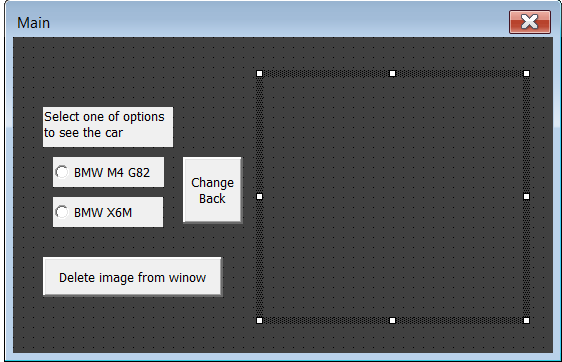 Main
Select one of options
to see the car
BMW M4 G82
BMW X6M
Change
Back
Delete image from winow